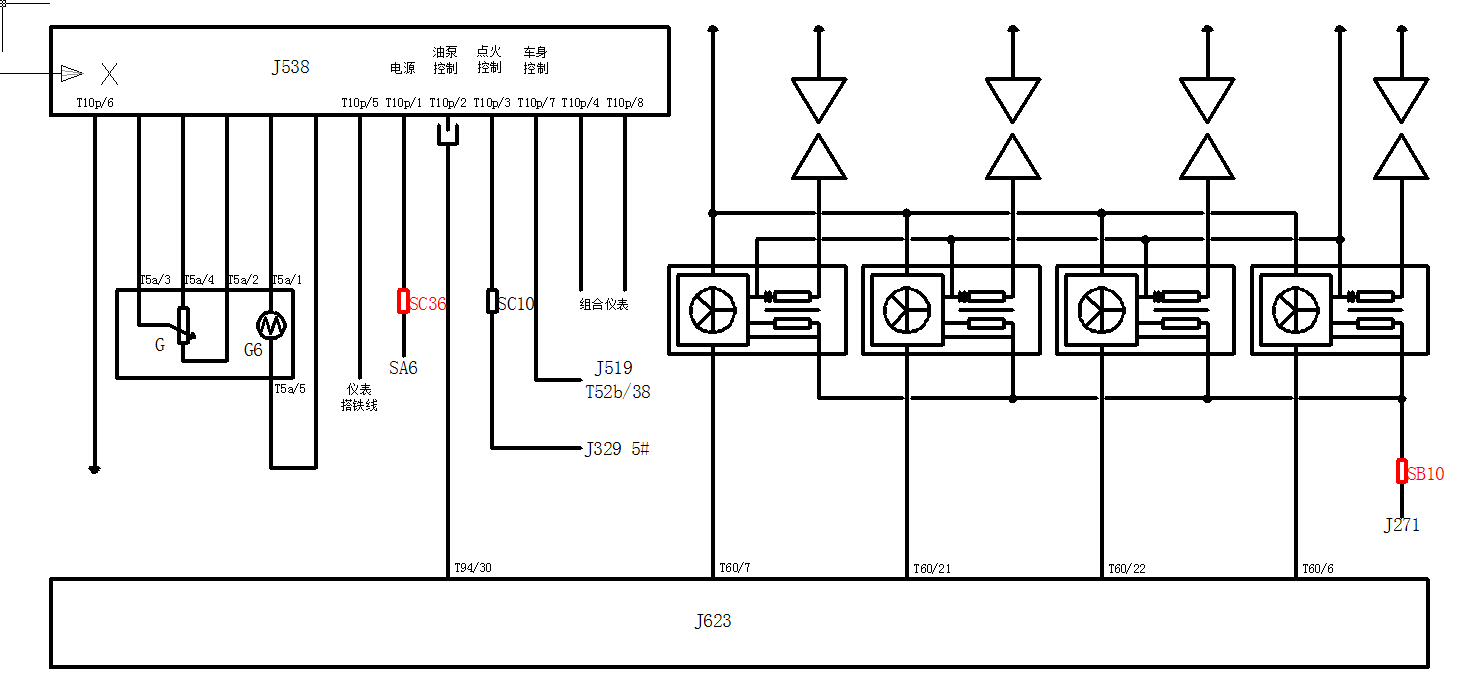 J538
电源
油泵
控制
点火
控制
车身
控制
T10p/6
T10p/5
T10p/1
T10p/2
T10p/3
T10p/7
T10p/4
T10p/8
T5a/3
T5a/4
T5a/2
T5a/1
SC36
SC10
组合仪表
G
G6
SA6
J519
T52b/38
T5a/5
仪表
搭铁线
J329 5#
SB10
J271
T94/30
T60/7
T60/21
T60/22
T60/6
J623